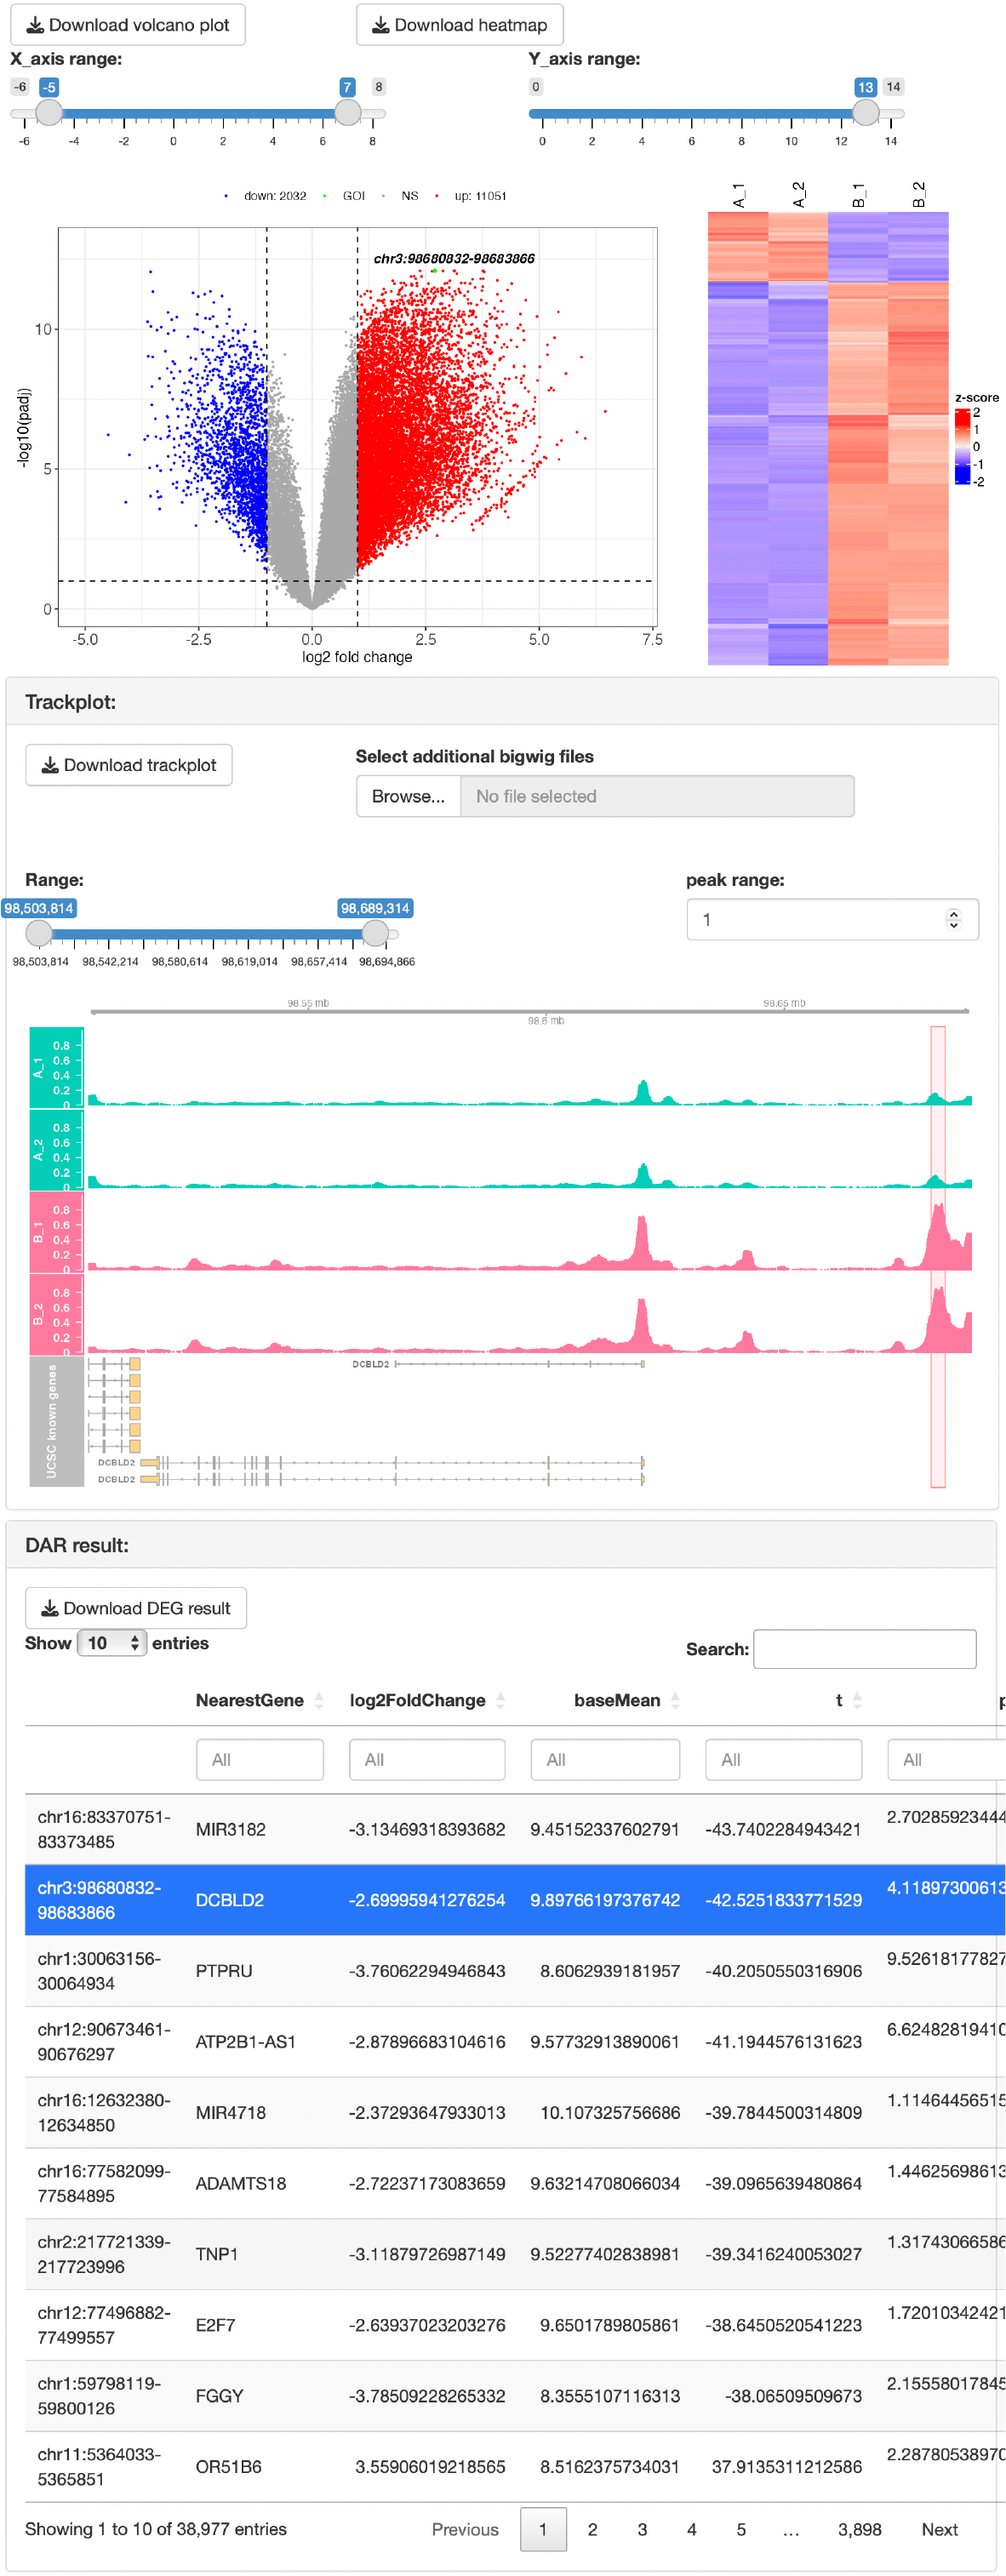 Download volcano plot
Download heatmap
X_axis range:
Y_axis range:
-6 -5 7 8
0 13 14
-6 -4 -2 0 2 4 6 8
0 2 4 6 8 10 12 14
down: 2032 GOI NS up: 11051
A_1 A_2 B_1 B_2
chr3:98680832-98683866
10
5
0
-log10(padj)
-5.0 -2.5 0.0 2.5 5.0 7.5
log2 fold change
z-score
2
1
0
-1
-2
Trackplot:
Download trackplot
Select additional bigwig files
Browse... No file selected
Range:
peak range:
98,503,814 98,689,314
1
98,503,814 98,542,214 98,580,614 98,619,014 98,657,414 98,694,866
98.55 mb 98.65 mb
98.6 mb
A_1
0.8
0.6
0.4
0.2
0
A_2
0.8
0.6
0.4
0.2
0
B_1
0.8
0.6
0.4
0.2
0
B_2
0.8
0.6
0.4
0.2
0
UCSC known genes
DCBLD2
DCBLD2
DCBLD2
DAR result:
Download DEG result
Show 10 entries
Search:
NearestGene log2FoldChange baseMean t p
All All All All All
chr16:83370751-
83373485 MIR3182 -3.13469318393682 9.45152337602791 -43.7402284943421 2.70285923444
chr3:98680832-
98683866 DCBLD2 -2.69995941276254 9.89766197376742 -42.5251833771529 4.11897300613
chr1:30063156-
30064934 PTPRU -3.76062294946843 8.6062939181957 -40.2050550316906 9.52618177827
chr12:90673461-
90676297 ATP2B1-AS1 -2.87896683104616 9.57732913890061 -41.1944576131623 6.62482819410
chr16:12632380-
12634850 MIR4718 -2.37293647933013 10.107325756686 -39.7844500314809 1.11464456515
chr16:77582099-
77584895 ADAMTS18 -2.72237173083659 9.63214708066034 -39.0965639480864 1.44625698613
chr2:217721339-
217723996 TNP1 -3.11879726987149 9.52277402838981 -39.3416240053027 1.31743066586
chr12:77496882-
77499557 E2F7 -2.63937023203276 9.6501789805861 -38.6450520541223 1.72010342421
chr1:59798119-
59800126 FGGY -3.78509228265332 8.3555107116313 -38.06509509673 2.15558017845
chr11:5364033-
5365851 OR51B6 3.55906019218565 8.5162375734031 37.9135311212586 2.28780538970
Showing 1 to 10 of 38,977 entries
Previous 1 2 3 4 5 ... 3,898 Next